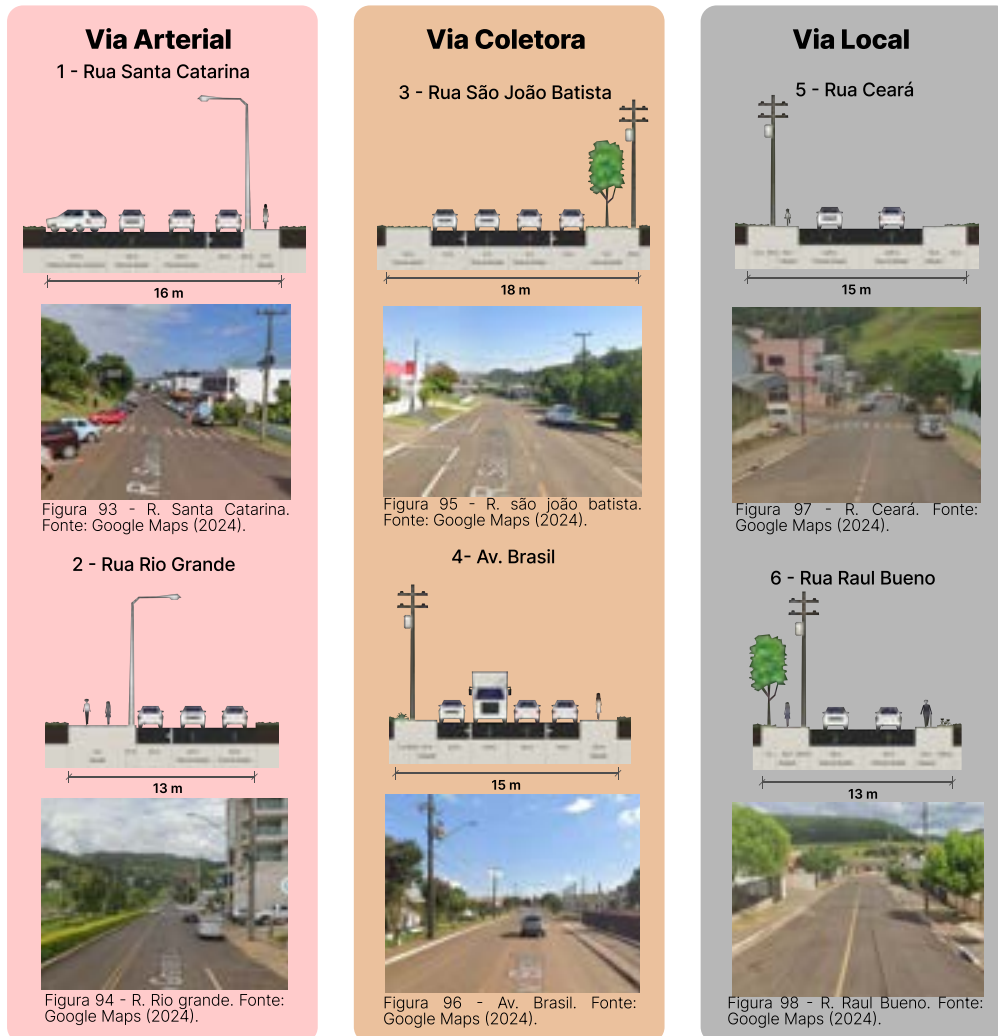 Via Arterial
1 - Rua Santa Catarina
16 m
Figura 93 - R. Santa Catarina.
Fonte: Google Maps (2024).
2 - Rua Rio Grande
13 m
Figura 94 - R. Rio grande. Fonte:
Google Maps (2024).
Via Coletora
3 - Rua São João Batista
18 m
Figura 95 - R. são joão batista.
Fonte: Google Maps (2024).
4- Av. Brasil
15 m
Figura 96 - Av. Brasil. Fonte:
Google Maps (2024).
Via Local
5 - Rua Ceará
15 m
Figura 97 - R. Ceará. Fonte:
Google Maps (2024).
6 - Rua Raul Bueno
13 m
Figura 98 - R. Raul Bueno. Fonte:
Google Maps (2024).